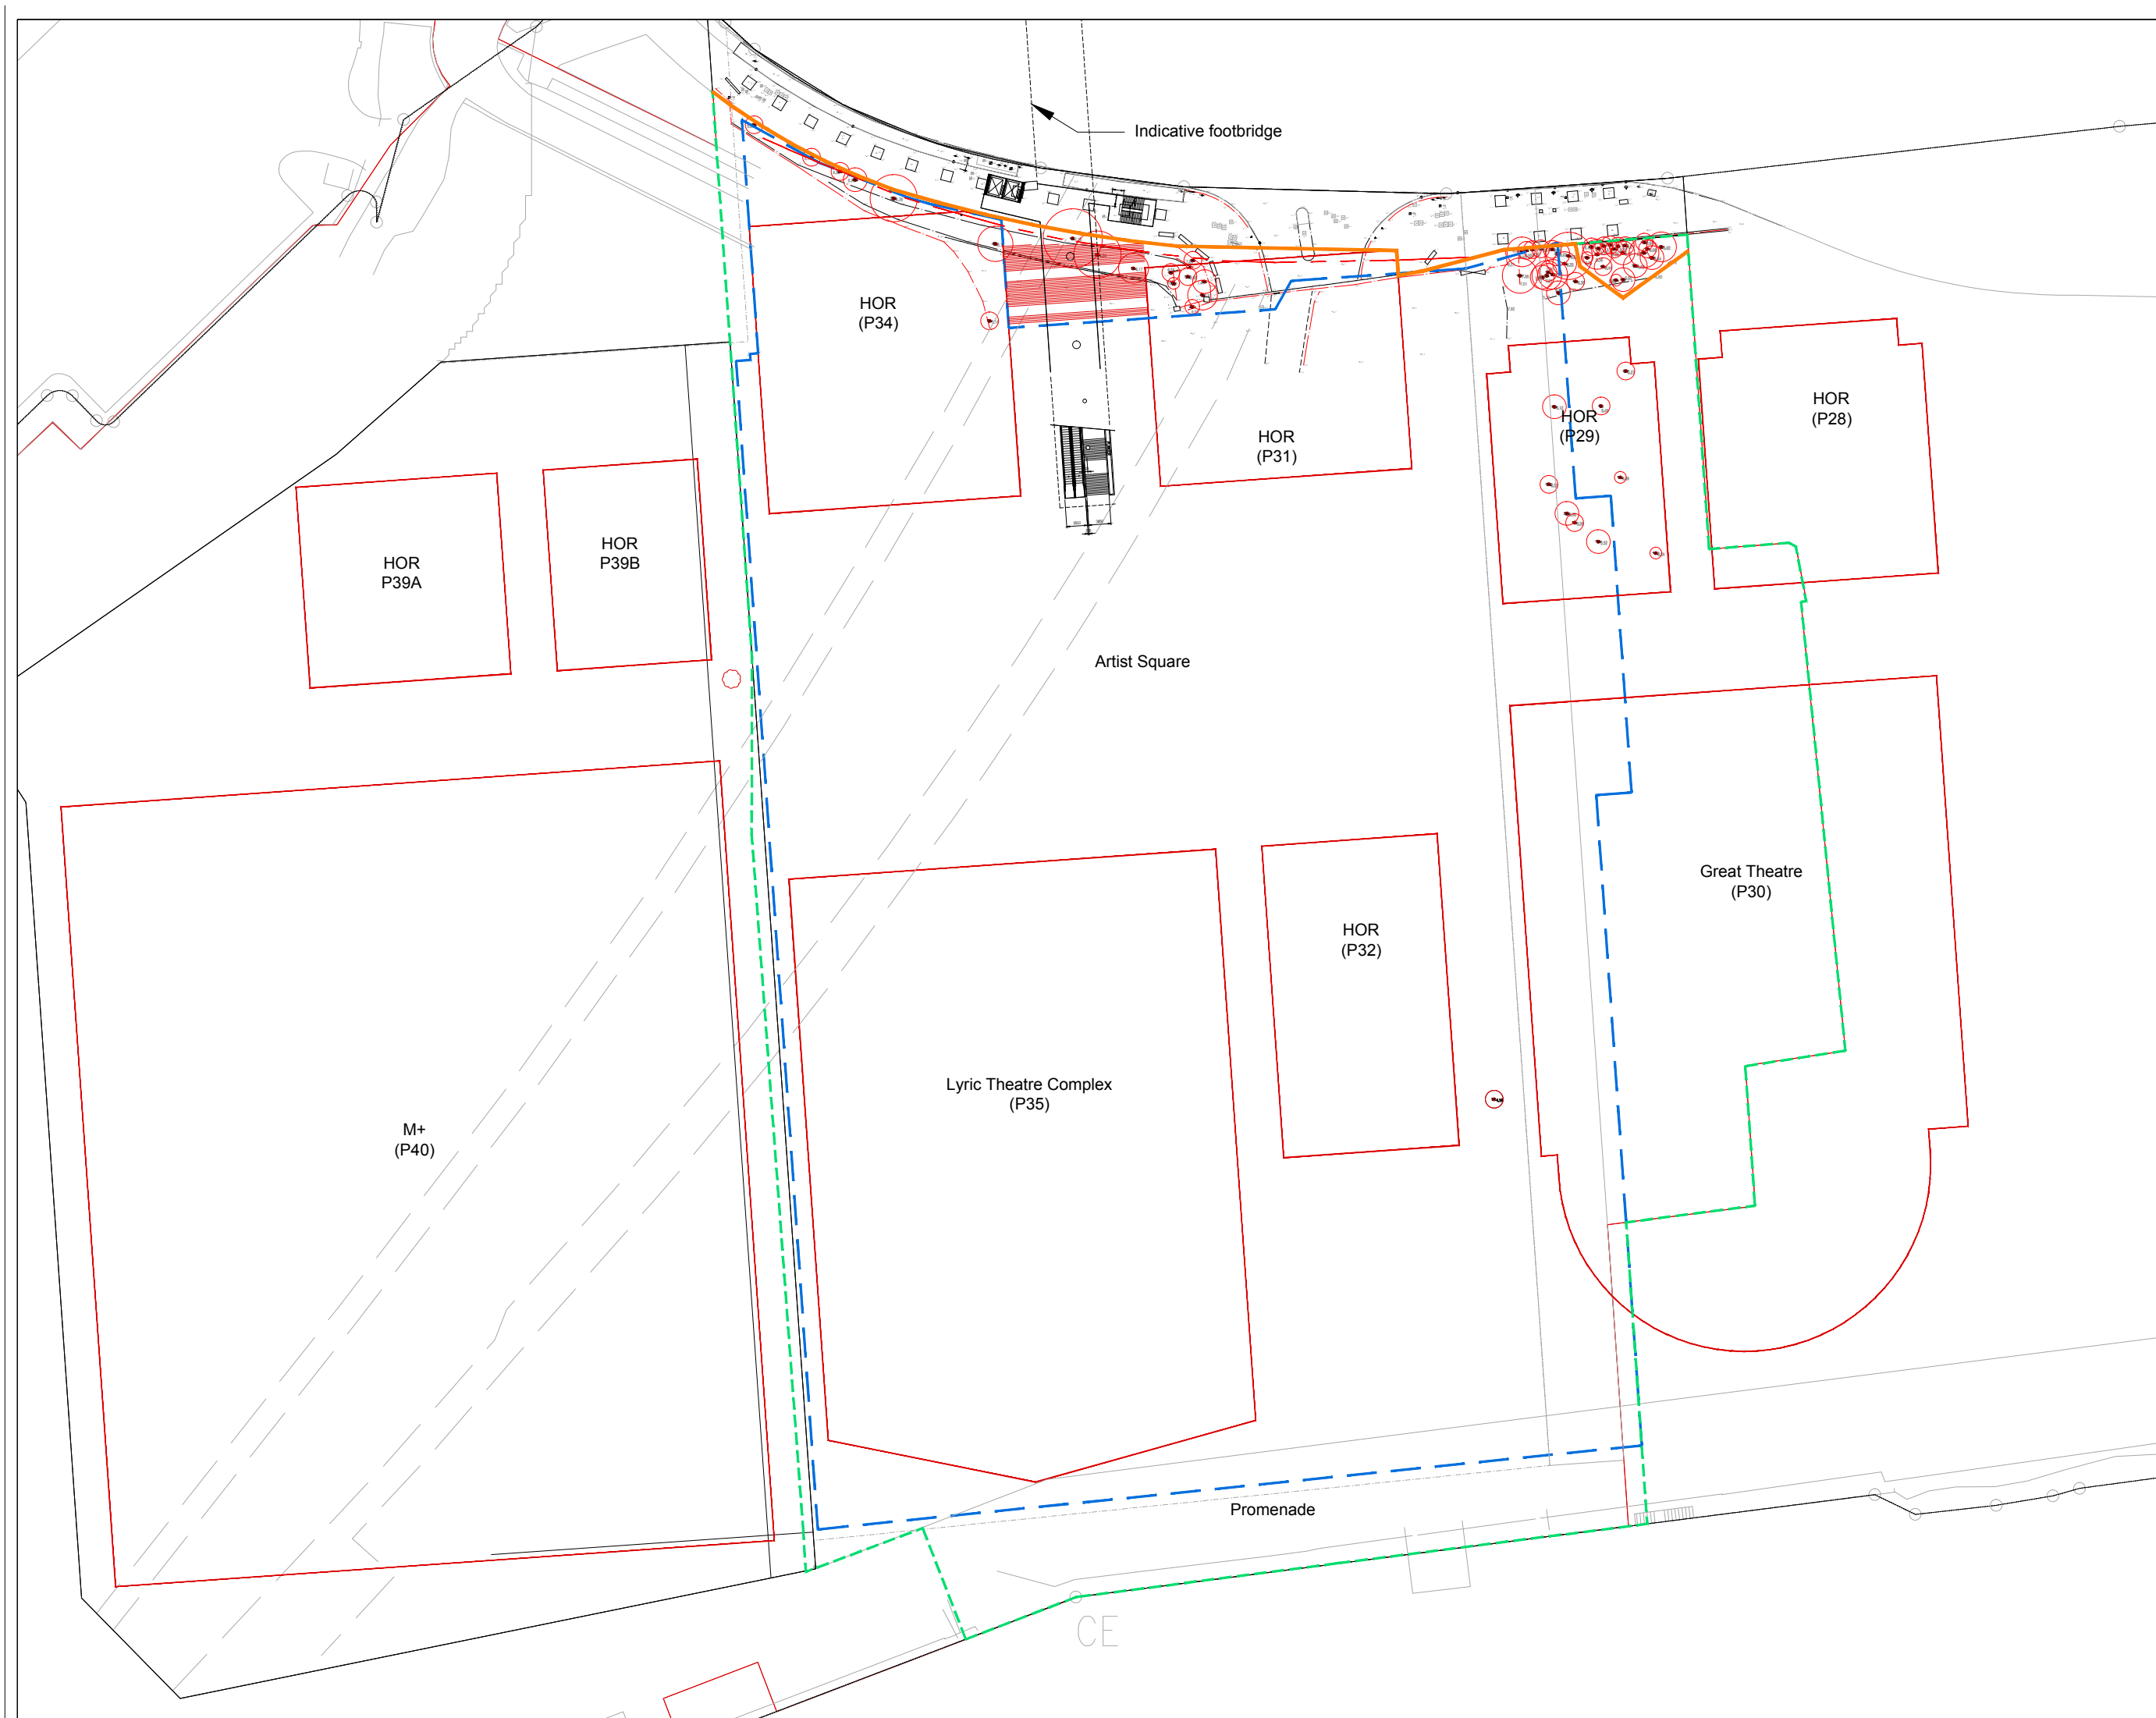 Indicative footbridge
HOR
(P34)
HOR
(P31)
HOR
(P29)
HOR
(P28)
HOR
P39A
HOR
P39B
Artist Square
Great Theatre
(P30)
HOR
(P32)
Lyric Theatre Complex
(P35)
M+
(P40)
Promenade
CE